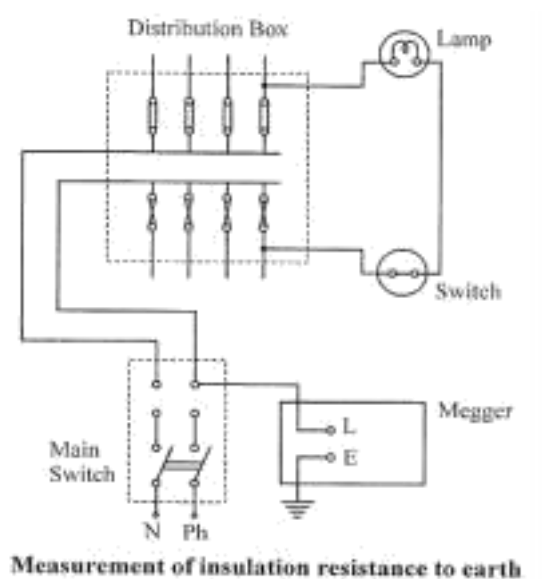 Distribution Box
Lamp
Switch
Megger
L
E
Main
Switch
N Ph
Measurement of insulation resistance to earth